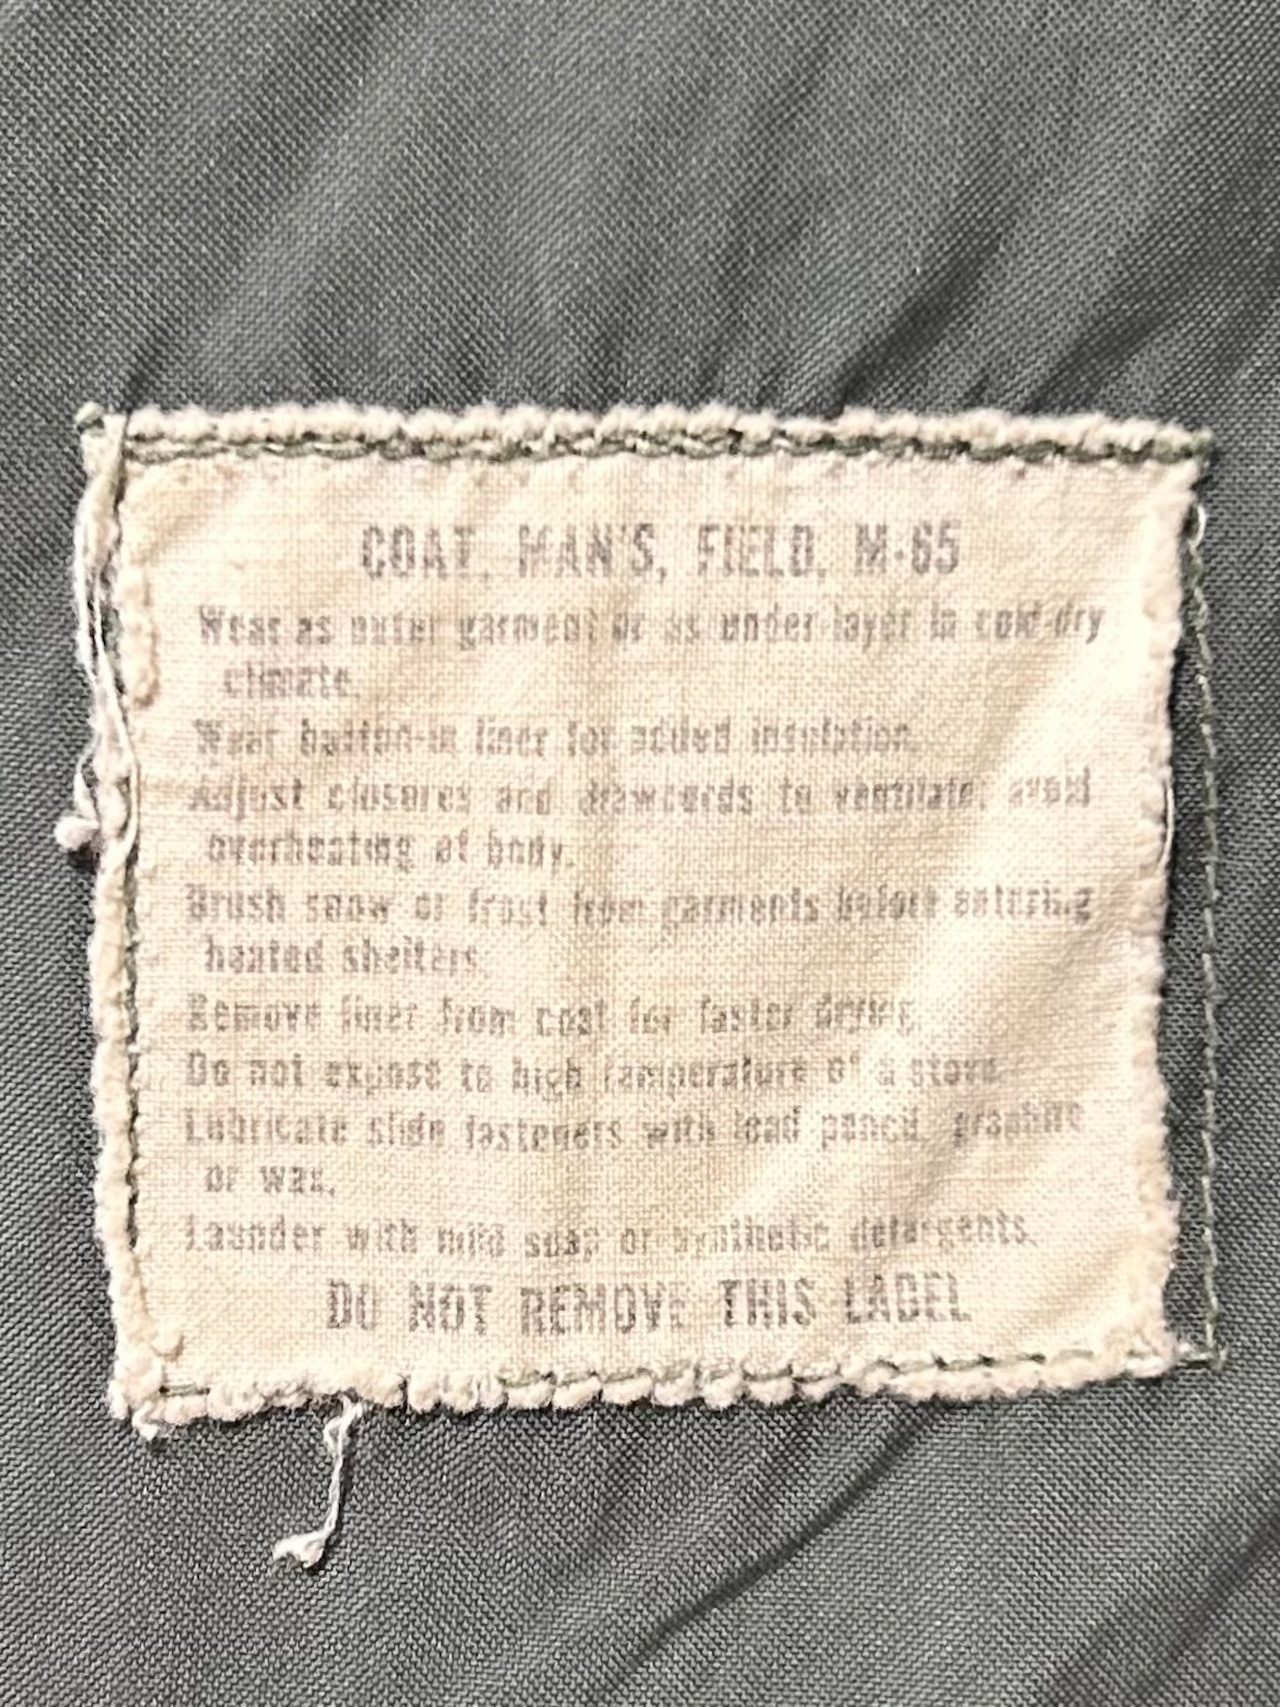 COAT, MAN'S, FIELD, M-65
Wear as outer garment or as under layer in cold-dry
climate.
Wear button-in liner for added insulation.
Adjust closures and drawcords to ventilate, avoid
overheating of body.
Brush snow or frost from garments before entering
heated shelters.
Remove liner from coat for faster drying.
Do not expose to high temperature of a stove.
Lubricate slide fasteners with lead pencil, graphite
or wax.
Launder with mild soap or synthetic detergents.
DO NOT REMOVE THIS LABEL